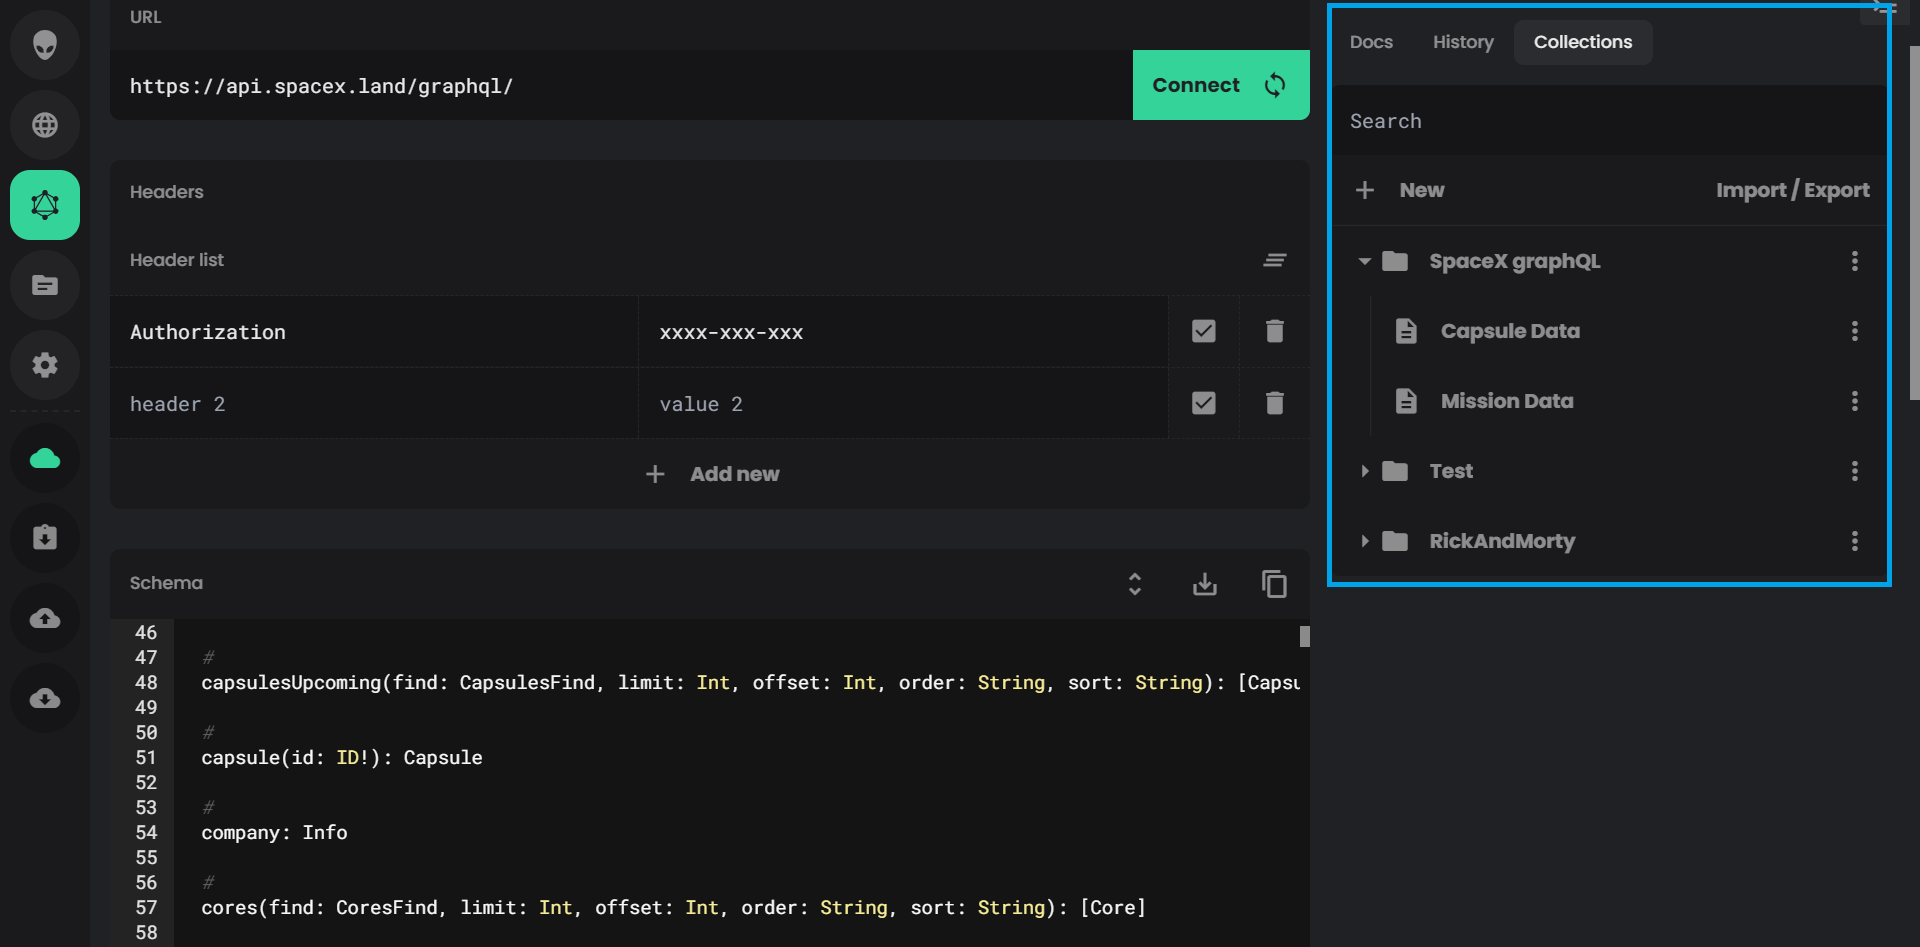 URL
https://api.spacex.land/graphql/
Connect
Headers
Header list
Authorization
xxxx-xxx-xxx
header 2
value 2
Add new
Schema
46
47 #
48 capsulesUpcoming(find: CapsulesFind, limit: Int, offset: Int, order: String, sort: String): [Capsu
49
50 #
51 capsule(id: ID!): Capsule
52
53 #
54 company: Info
55
56 #
57 cores(find: CoresFind, limit: Int, offset: Int, order: String, sort: String): [Core]
58
Docs
History
Collections
Search
New
Import / Export
SpaceX graphQL
Capsule Data
Mission Data
Test
RickAndMorty